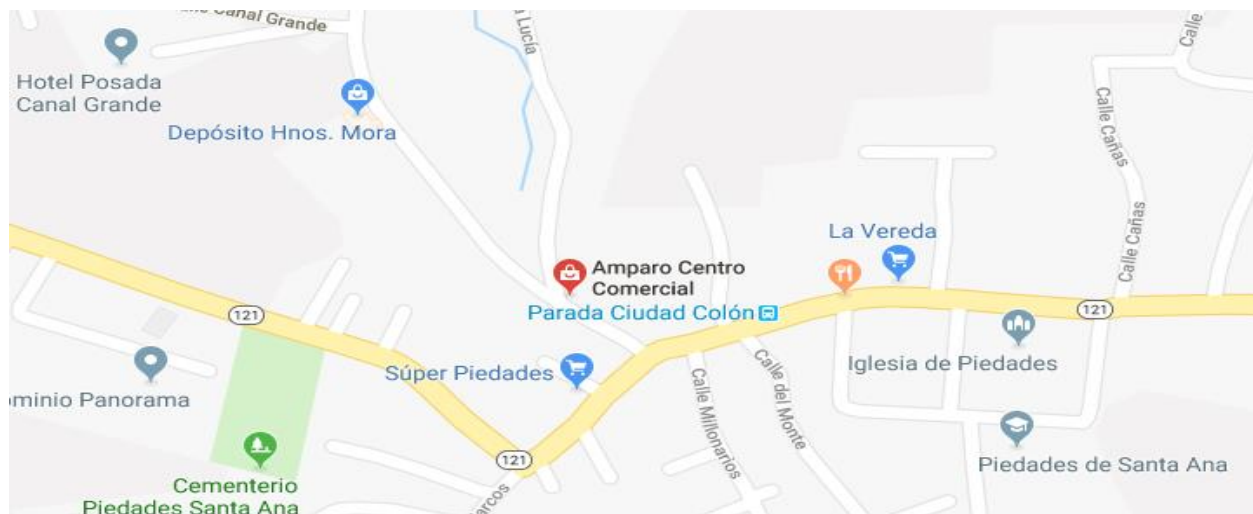 Canal Grande
Lucía
Calle
Hotel Posada
Canal Grande
Depósito Hnos. Mora
Calle Cañas
Calle Cañas
La Vereda
Amparo Centro
Comercial
Parada Ciudad Colón
121
121
121
Iglesia de Piedades
Súper Piedades
Panorama
Calle Millonarios
Calle del Monte
Piedades de Santa Ana
Cementerio
Piedades Santa Ana